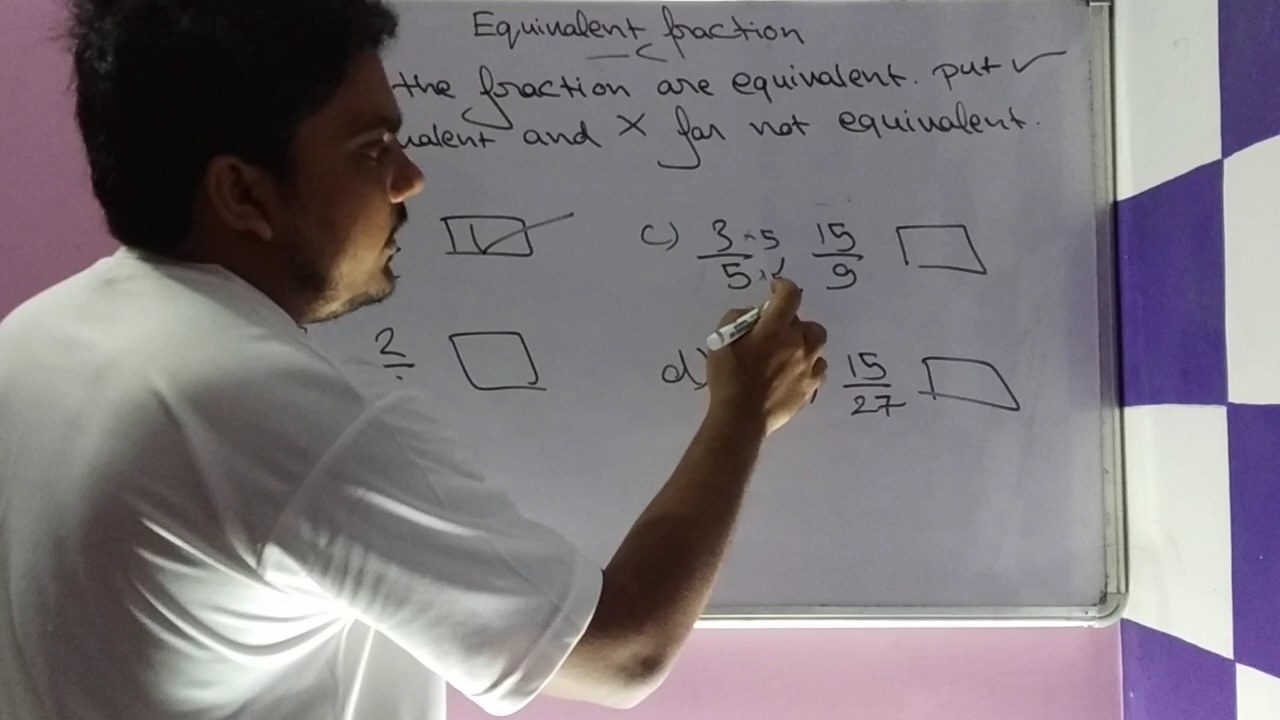 Equivalent fraction
the fraction are equivalent. put ✓
valent and X for not equivalent.
✓ c) 3 × 5 / 5 × 15 / 9
2 d) 15 / 27